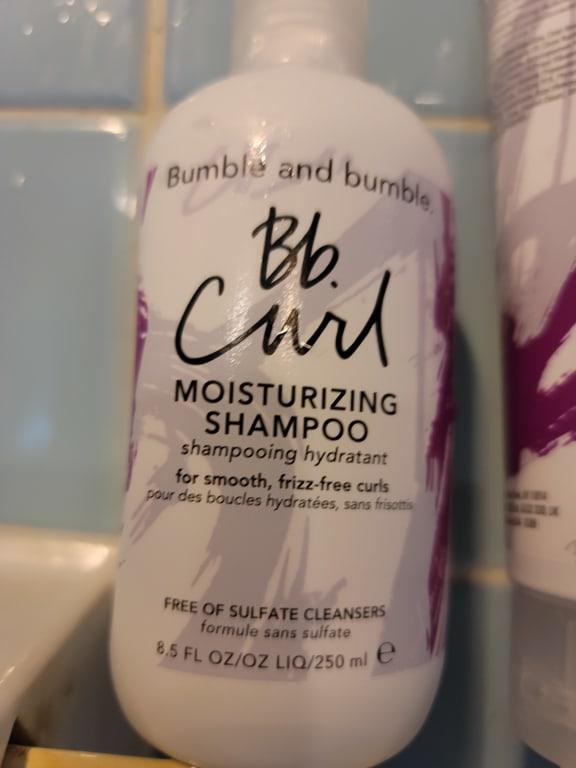 Bumble and bumble.
Bb.
Curl
MOISTURIZING
SHAMPOO
shampooing hydratant
for smooth, frizz-free curls
pour des boucles hydratées, sans frisottis
FREE OF SULFATE CLEANSERS
formule sans sulfate
8.5 FL OZ/OZ LIQ/250 ml e